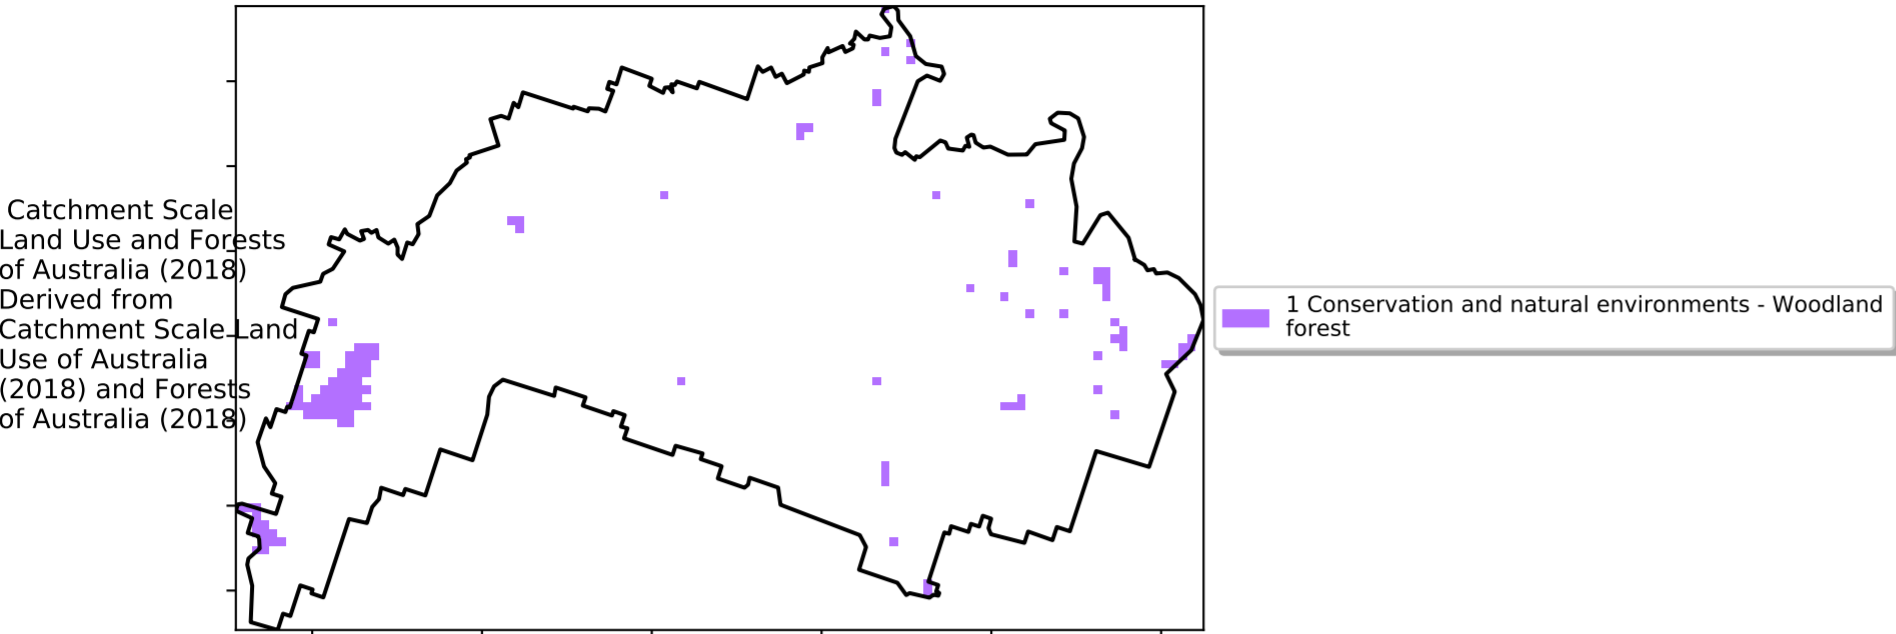 Catchment Scale
Land Use and Forests
of Australia (2018)
Derived from
Catchment Scale Land
Use of Australia
(2018) and Forests
of Australia (2018)
1 Conservation and natural environments - Woodland
forest